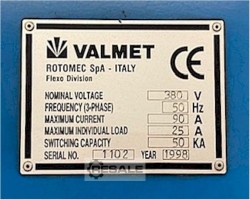 VALMET
CE
ROTOMEC SpA - ITALY
Flexo Division
NOMINAL VOLTAGE 380 V
FREQUENCY (3-PHASE) 50 Hz
MAXIMUM CURRENT 90 A
MAXIMUM INDIVIDUAL LOAD 25 A
SWITCHING CAPACITY 50 KA
SERIAL NO. 1102 YEAR 1998
RESALE